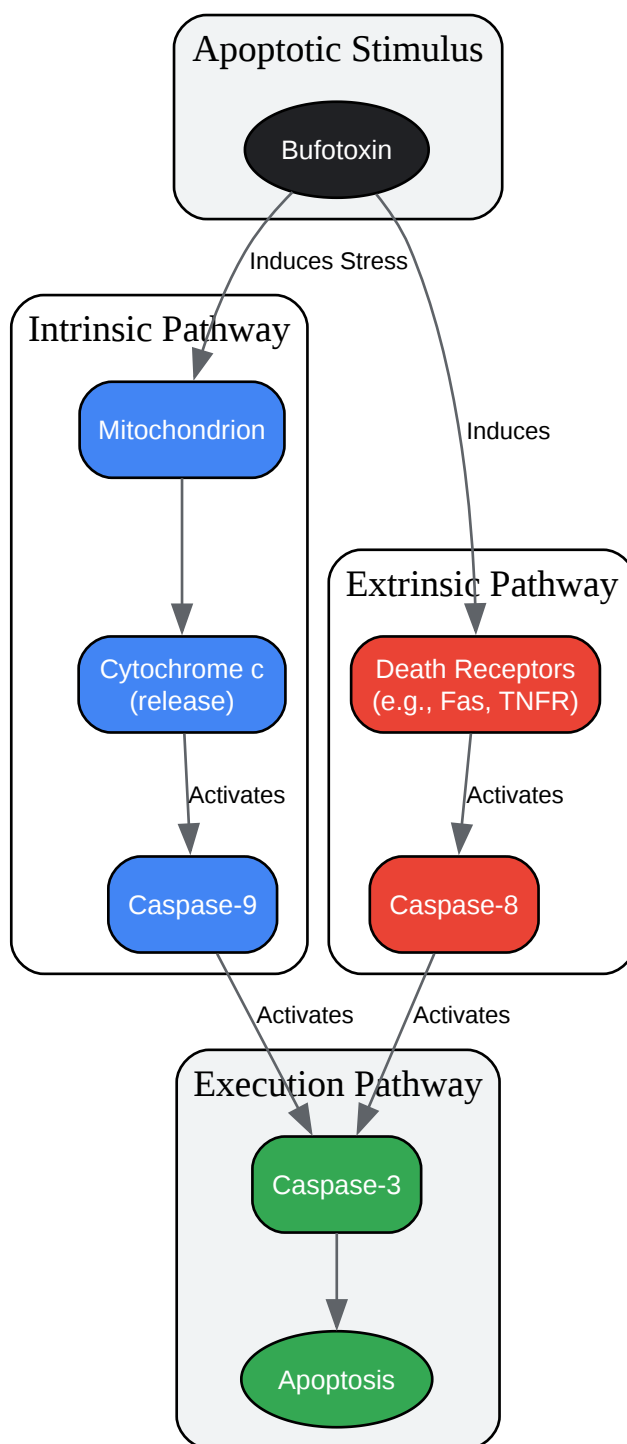 Apoptotic Stimulus
Bufotoxin
Induces Stress
Intrinsic Pathway
Mitochondrion
Induces
Extrinsic Pathway
Cytochrome c
(release)
Death Receptors
(e.g., Fas, TNFR)
Activates
Activates
Caspase-9
Caspase-8
Activates
Activates
Execution Pathway
Caspase-3
Apoptosis